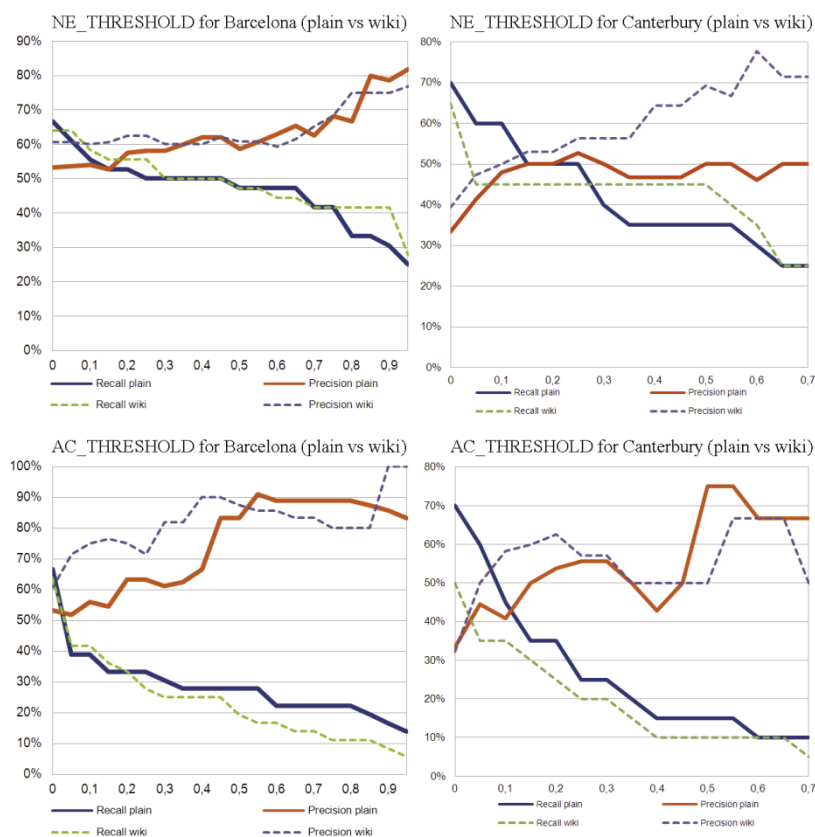 NE_THRESHOLD for Barcelona (plain vs wiki)
90%
80%
70%
60%
50%
40%
30%
20%
10%
0%
0 0,1 0,2 0,3 0,4 0,5 0,6 0,7 0,8 0,9
Recall plain Precision plain
Recall wiki Precision wiki
NE_THRESHOLD for Canterbury (plain vs wiki)
80%
70%
60%
50%
40%
30%
20%
10%
0%
0 0,1 0,2 0,3 0,4 0,5 0,6 0,7
Recall plain Precision plain
Recall wiki Precision wiki
AC_THRESHOLD for Barcelona (plain vs wiki)
100%
90%
80%
70%
60%
50%
40%
30%
20%
10%
0%
0 0,1 0,2 0,3 0,4 0,5 0,6 0,7 0,8 0,9
Recall plain Precision plain
Recall wiki Precision wiki
AC_THRESHOLD for Canterbury (plain vs wiki)
80%
70%
60%
50%
40%
30%
20%
10%
0%
0 0,1 0,2 0,3 0,4 0,5 0,6 0,7
Recall plain Precision plain
Recall wiki Precision wiki